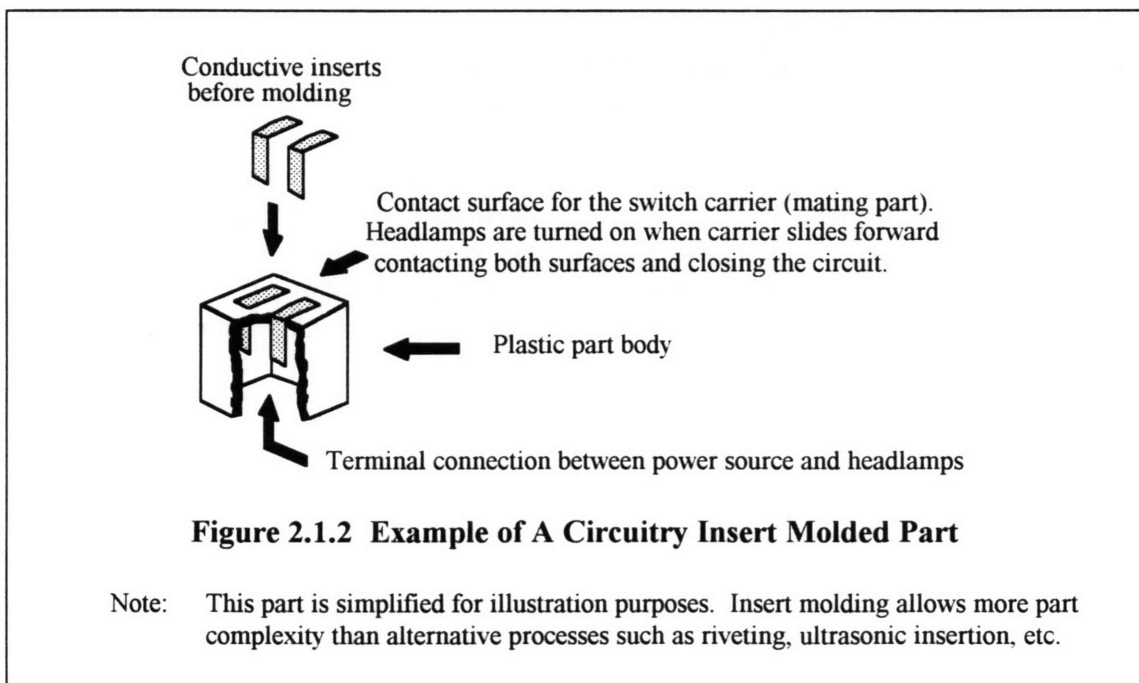 Conductive inserts
before molding
Contact surface for the switch carrier (mating part).
Headlamps are turned on when carrier slides forward
contacting both surfaces and closing the circuit.
Plastic part body
Terminal connection between power source and headlamps
Figure 2.1.2 Example of A Circuitry Insert Molded Part
Note: This part is simplified for illustration purposes. Insert molding allows more part
complexity than alternative processes such as riveting, ultrasonic insertion, etc.